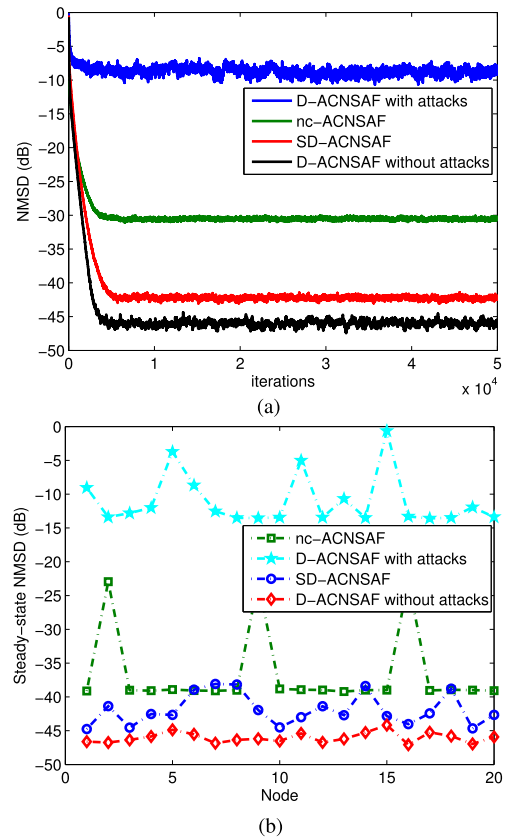 0
−5
−10
−15
−20
−25
−30
−35
−40
−45
−50
NMSD (dB)
D−ACNSAF with attacks
nc−ACNSAF
SD−ACNSAF
D−ACNSAF without attacks
0 1 2 3 4 5
iterations
x 10^4
(a)
0
−5
−10
−15
−20
−25
−30
−35
−40
−45
−50
Steady−state NMSD (dB)
nc−ACNSAF
D−ACNSAF with attacks
SD−ACNSAF
D−ACNSAF without attacks
0 5 10 15 20
Node
(b)